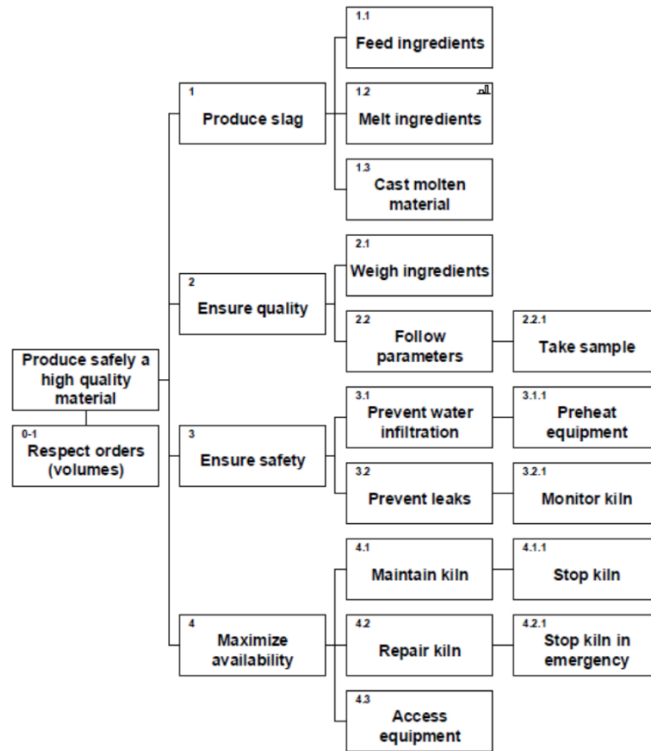 1.1
Feed ingredients
1
Produce slag
1.2
Melt ingredients
1.3
Cast molten
material
2.1
Weigh ingredients
2
Ensure quality
2.2
Follow
parameters
2.2.1
Take sample
Produce safely a
high quality
material
0-1
Respect orders
(volumes)
3.1
Prevent water
infiltration
3.1.1
Preheat
equipment
3
Ensure safety
3.2
Prevent leaks
3.2.1
Monitor kiln
4.1
Maintain kiln
4.1.1
Stop kiln
4
Maximize
availability
4.2
Repair kiln
4.2.1
Stop kiln in
emergency
4.3
Access
equipment